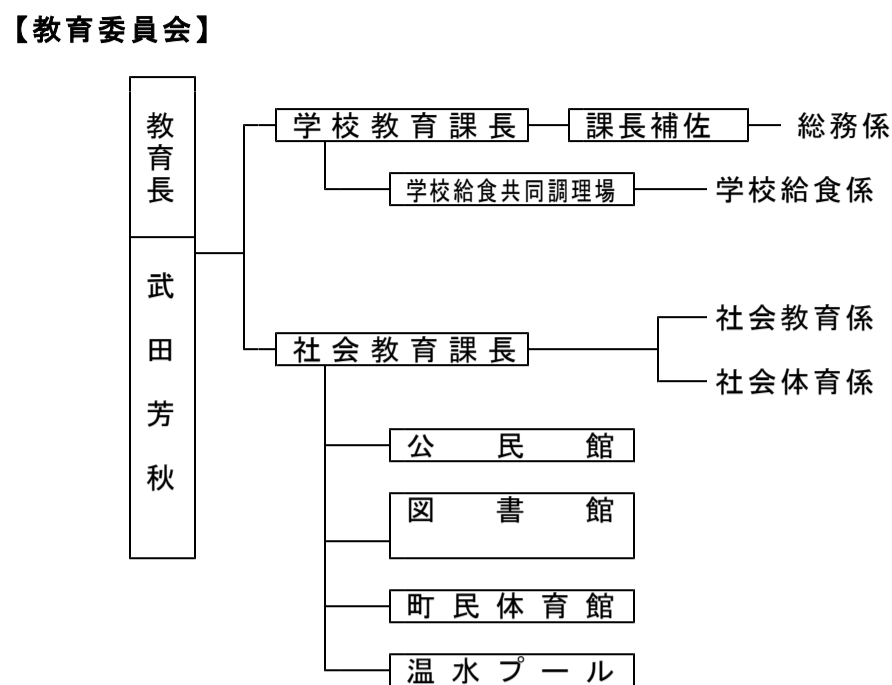 【教育委員会】
教育長
武田芳秋
学校教育課長
課長補佐
総務係
学校給食共同調理場
学校給食係
社会教育課長
社会教育係
社会体育係
公民館
図書館
町民体育館
温水プール